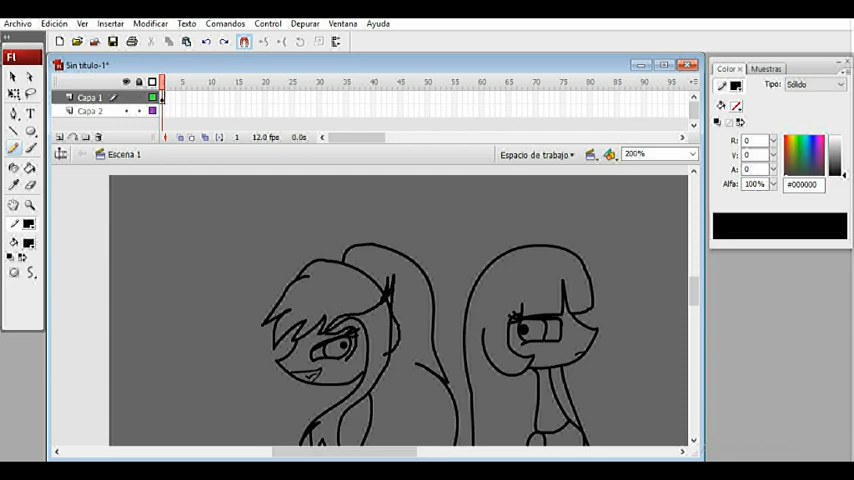 Archivo Edición Ver Insertar Modificar Texto Comandos Control Depurar Ventana Ayuda
Fl
Sin título-1*
5 10 15 20 25 30 35 40 45 50 55 60 65 70 75 80 85 90 95
Capa 1
Capa 2
1 12.0 fps 0.0s
Escena 1 Espacio de trabajo 200%
Color Muestras
Tipo: Sólido
R: 0
V: 0
A: 0
Alfa: 100% #000000